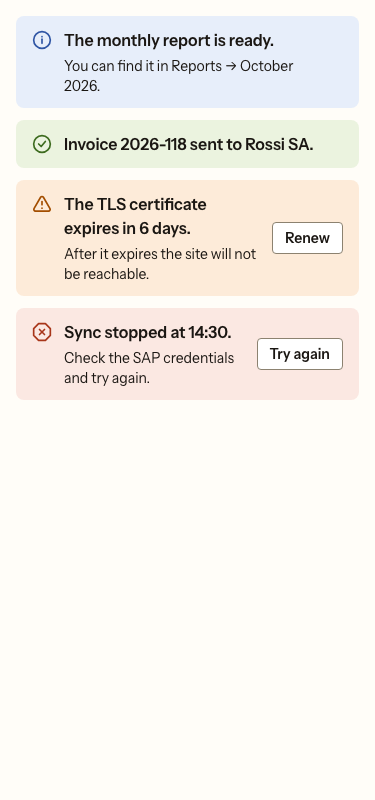 The monthly report is ready.
You can find it in Reports → October
2026.
Invoice 2026-118 sent to Rossi SA.
The TLS certificate
expires in 6 days.
After it expires the site will not
be reachable.
Renew
Sync stopped at 14:30.
Check the SAP credentials
and try again.
Try again